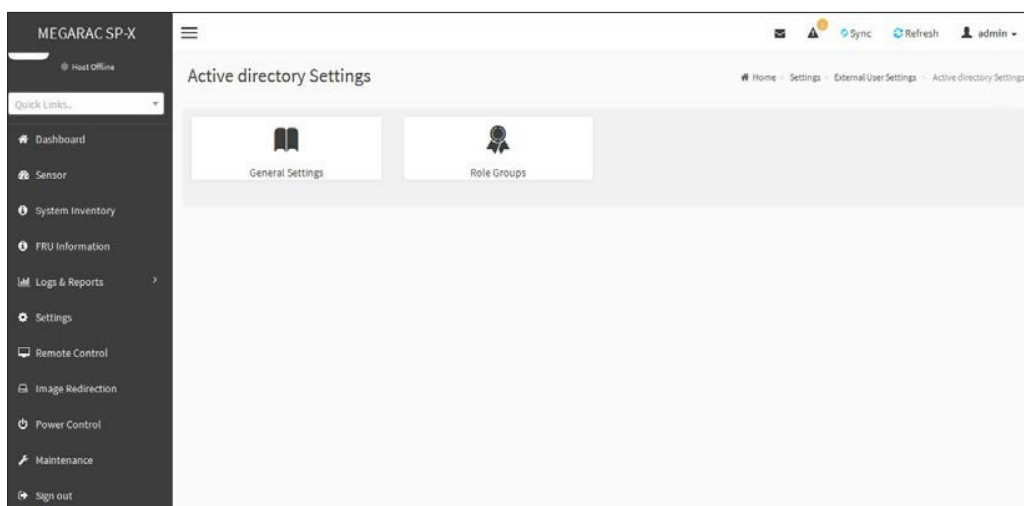 MEGARAC SP-X
Sync
Refresh
admin
Host Offline
Active directory Settings
Home
Settings
External User Settings
Active directory Settings
Quick Links..
Dashboard
General Settings
Role Groups
Sensor
System Inventory
FRU Information
Logs & Reports
Settings
Remote Control
Image Redirection
Power Control
Maintenance
Sign out